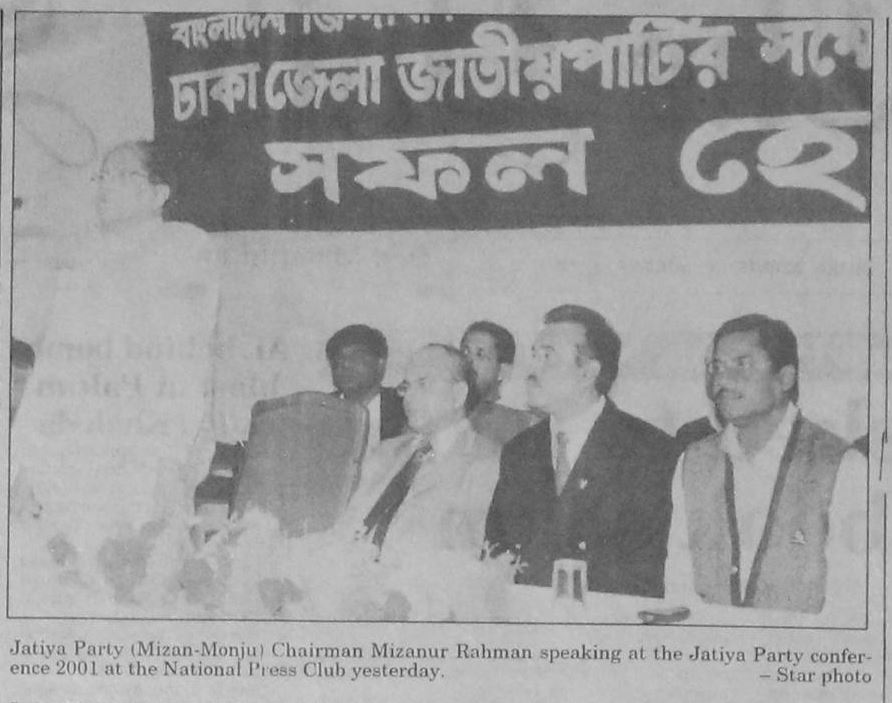 বাংলাদেশ জিন্দাবাদ
ঢাকা জেলা জাতীয়পার্টির সম্মে
সফল হো
Jatiya Party (Mizan-Monju) Chairman Mizanur Rahman speaking at the Jatiya Party confer-
ence 2001 at the National Press Club yesterday.
– Star photo